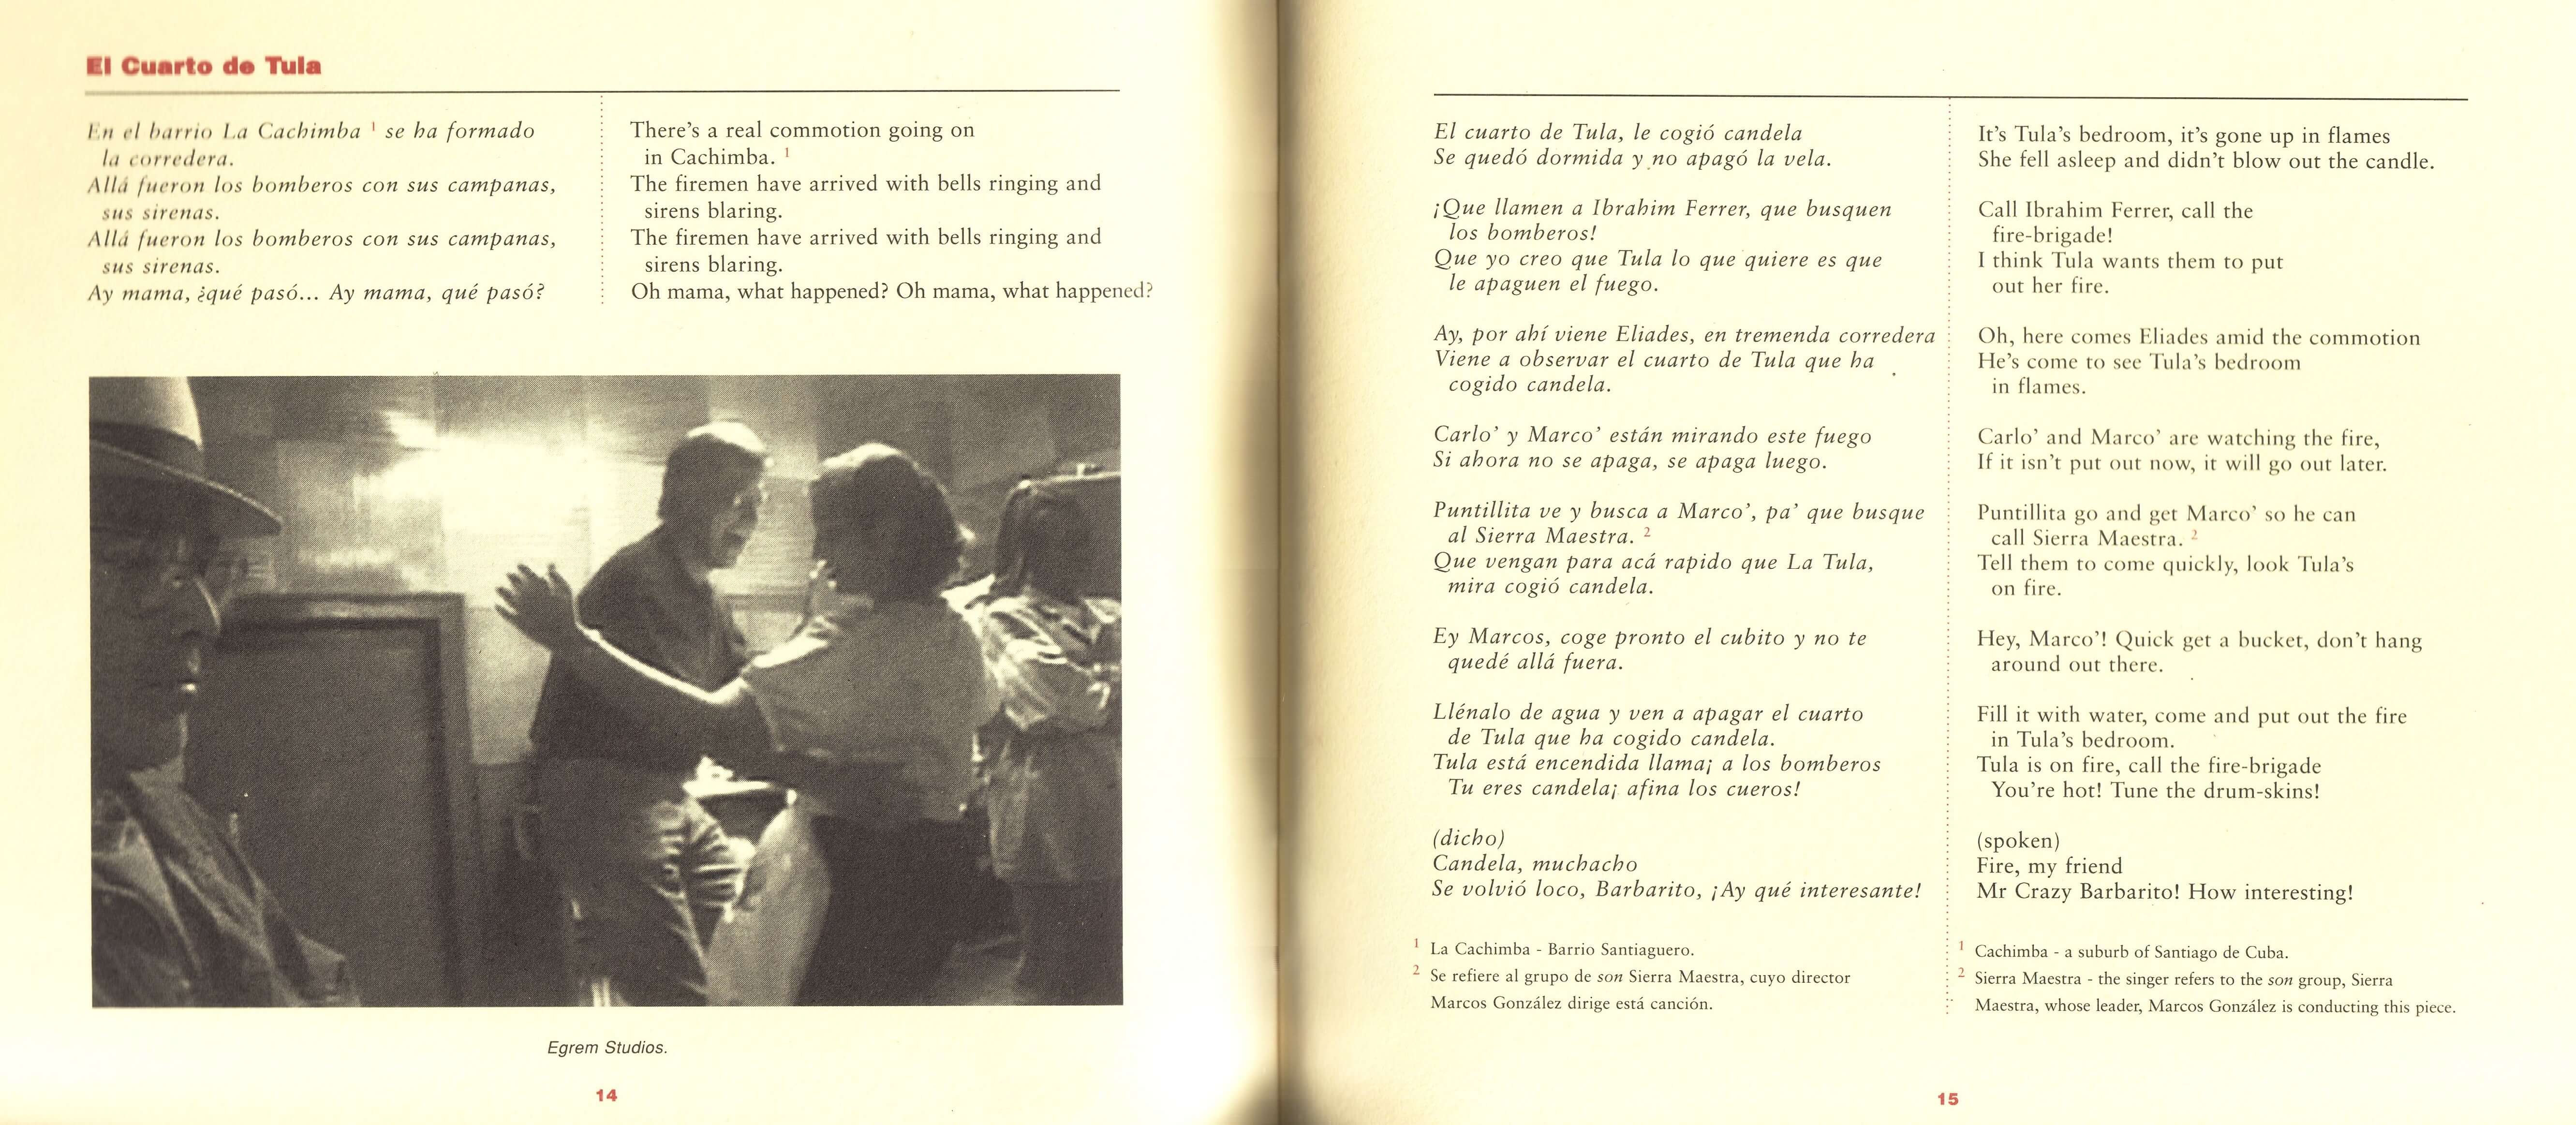 El Cuarto de Tula
En el barrio La Cachimba 1 se ha formado
la corredera.
Allá fueron los bomberos con sus campanas,
sus sirenas.
Allá fueron los bomberos con sus campanas,
sus sirenas.
Ay mama, ¿qué pasó... Ay mama, qué pasó?
There's a real commotion going on
in Cachimba. 1
The firemen have arrived with bells ringing and
sirens blaring.
The firemen have arrived with bells ringing and
sirens blaring.
Oh mama, what happened? Oh mama, what happened?
Egrem Studios.
14
El cuarto de Tula, le cogió candela
Se quedó dormida y no apagó la vela.
¡Que llamen a Ibrahim Ferrer, que busquen
los bomberos!
Que yo creo que Tula lo que quiere es que
le apaguen el fuego.
Ay, por ahí viene Eliades, en tremenda corredera
Viene a observar el cuarto de Tula que ha
cogido candela.
Carlo' y Marco' están mirando este fuego
Si ahora no se apaga, se apaga luego.
Puntillita ve y busca a Marco', pa' que busque
al Sierra Maestra. 2
Que vengan para acá rapido que La Tula,
mira cogió candela.
Ey Marcos, coge pronto el cubito y no te
quedé allá fuera.
Llénalo de agua y ven a apagar el cuarto
de Tula que ha cogido candela.
Tula está encendida llama¡ a los bomberos
Tu eres candela¡ afina los cueros!
(dicho)
Candela, muchacho
Se volvió loco, Barbarito, ¡Ay qué interesante!
1 La Cachimba - Barrio Santiaguero.
2 Se refiere al grupo de son Sierra Maestra, cuyo director
Marcos González dirige está canción.
It's Tula's bedroom, it's gone up in flames
She fell asleep and didn't blow out the candle.
Call Ibrahim Ferrer, call the
fire-brigade!
I think Tula wants them to put
out her fire.
Oh, here comes Eliades amid the commotion
He's come to see Tula's bedroom
in flames.
Carlo' and Marco' are watching the fire,
If it isn't put out now, it will go out later.
Puntillita go and get Marco' so he can
call Sierra Maestra. 2
Tell them to come quickly, look Tula's
on fire.
Hey, Marco'! Quick get a bucket, don't hang
around out there.
Fill it with water, come and put out the fire
in Tula's bedroom.
Tula is on fire, call the fire-brigade
You're hot! Tune the drum-skins!
(spoken)
Fire, my friend
Mr Crazy Barbarito! How interesting!
1 Cachimba - a suburb of Santiago de Cuba.
2 Sierra Maestra - the singer refers to the son group, Sierra
Maestra, whose leader, Marcos González is conducting this piece.
15